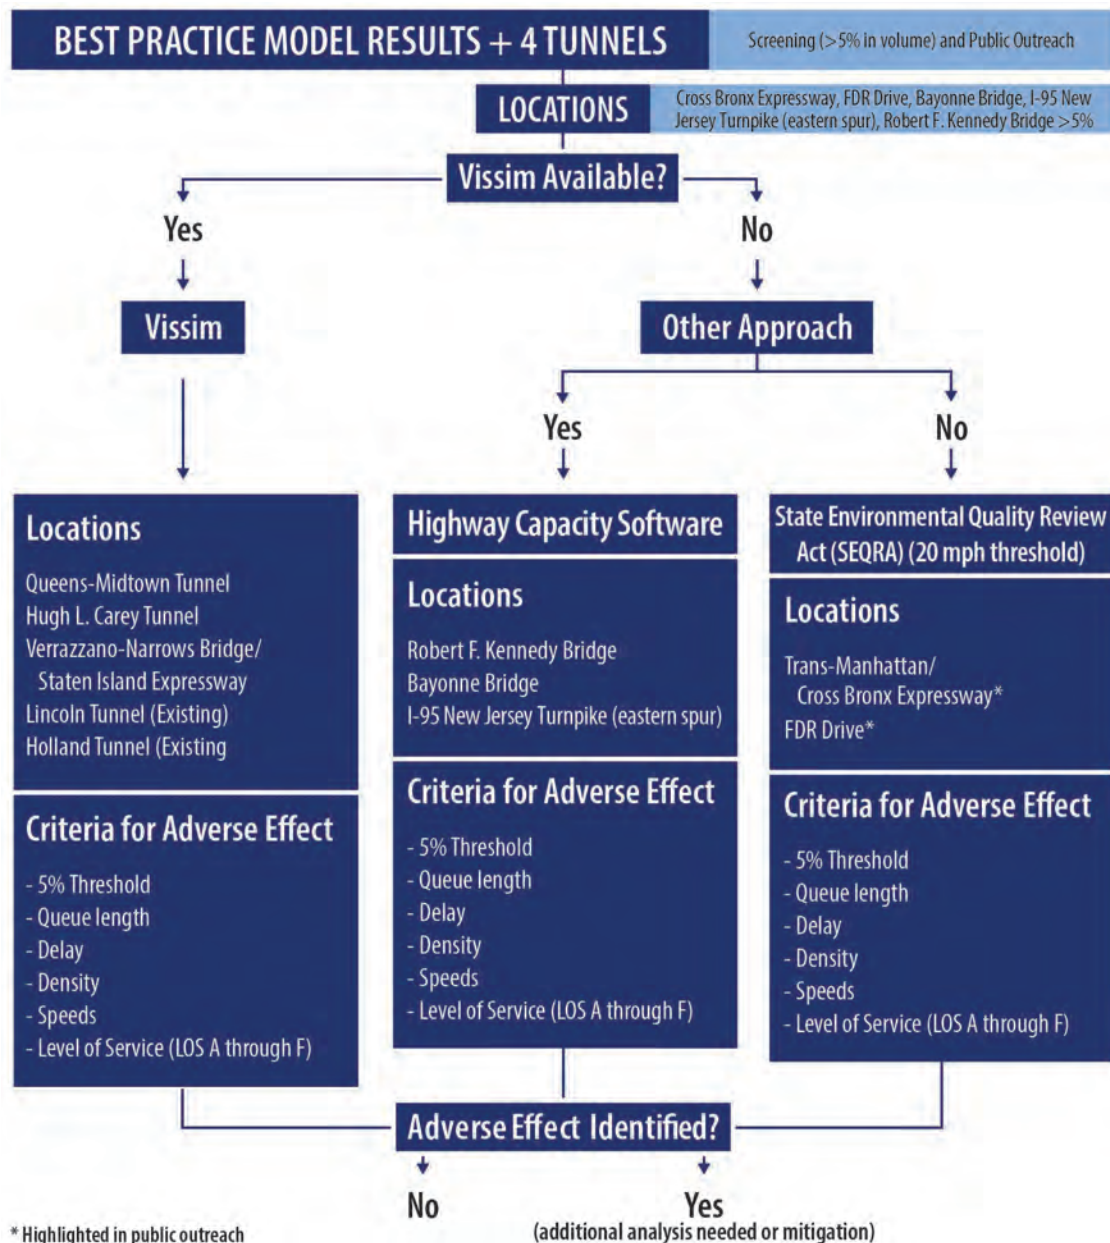 BEST PRACTICE MODEL RESULTS + 4 TUNNELS
Screening (>5% in volume) and Public Outreach
LOCATIONS
Cross Bronx Expressway, FDR Drive, Bayonne Bridge, I-95 New
Jersey Turnpike (eastern spur), Robert F. Kennedy Bridge >5%
Vissim Available?
Yes
No
Vissim
Other Approach
Yes
No
Locations
Queens-Midtown Tunnel
Hugh L. Carey Tunnel
Verrazzano-Narrows Bridge/
Staten Island Expressway
Lincoln Tunnel (Existing)
Holland Tunnel (Existing
Criteria for Adverse Effect
- 5% Threshold
- Queue length
- Delay
- Density
- Speeds
- Level of Service (LOS A through F)
Highway Capacity Software
Locations
Robert F. Kennedy Bridge
Bayonne Bridge
I-95 New Jersey Turnpike (eastern spur)
Criteria for Adverse Effect
- 5% Threshold
- Queue length
- Delay
- Density
- Speeds
- Level of Service (LOS A through F)
State Environmental Quality Review
Act (SEQRA) (20 mph threshold)
Locations
Trans-Manhattan/
Cross Bronx Expressway*
FDR Drive*
Criteria for Adverse Effect
- 5% Threshold
- Queue length
- Delay
- Density
- Speeds
- Level of Service (LOS A through F)
Adverse Effect Identified?
No
Yes
(additional analysis needed or mitigation)
* Highlighted in public outreach